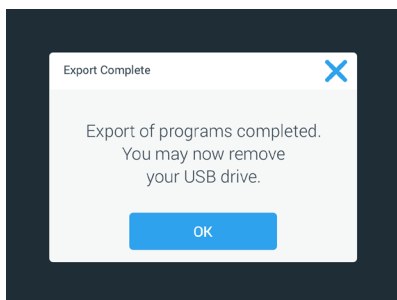 Export Complete
Export of programs completed.
You may now remove
your USB drive.
OK